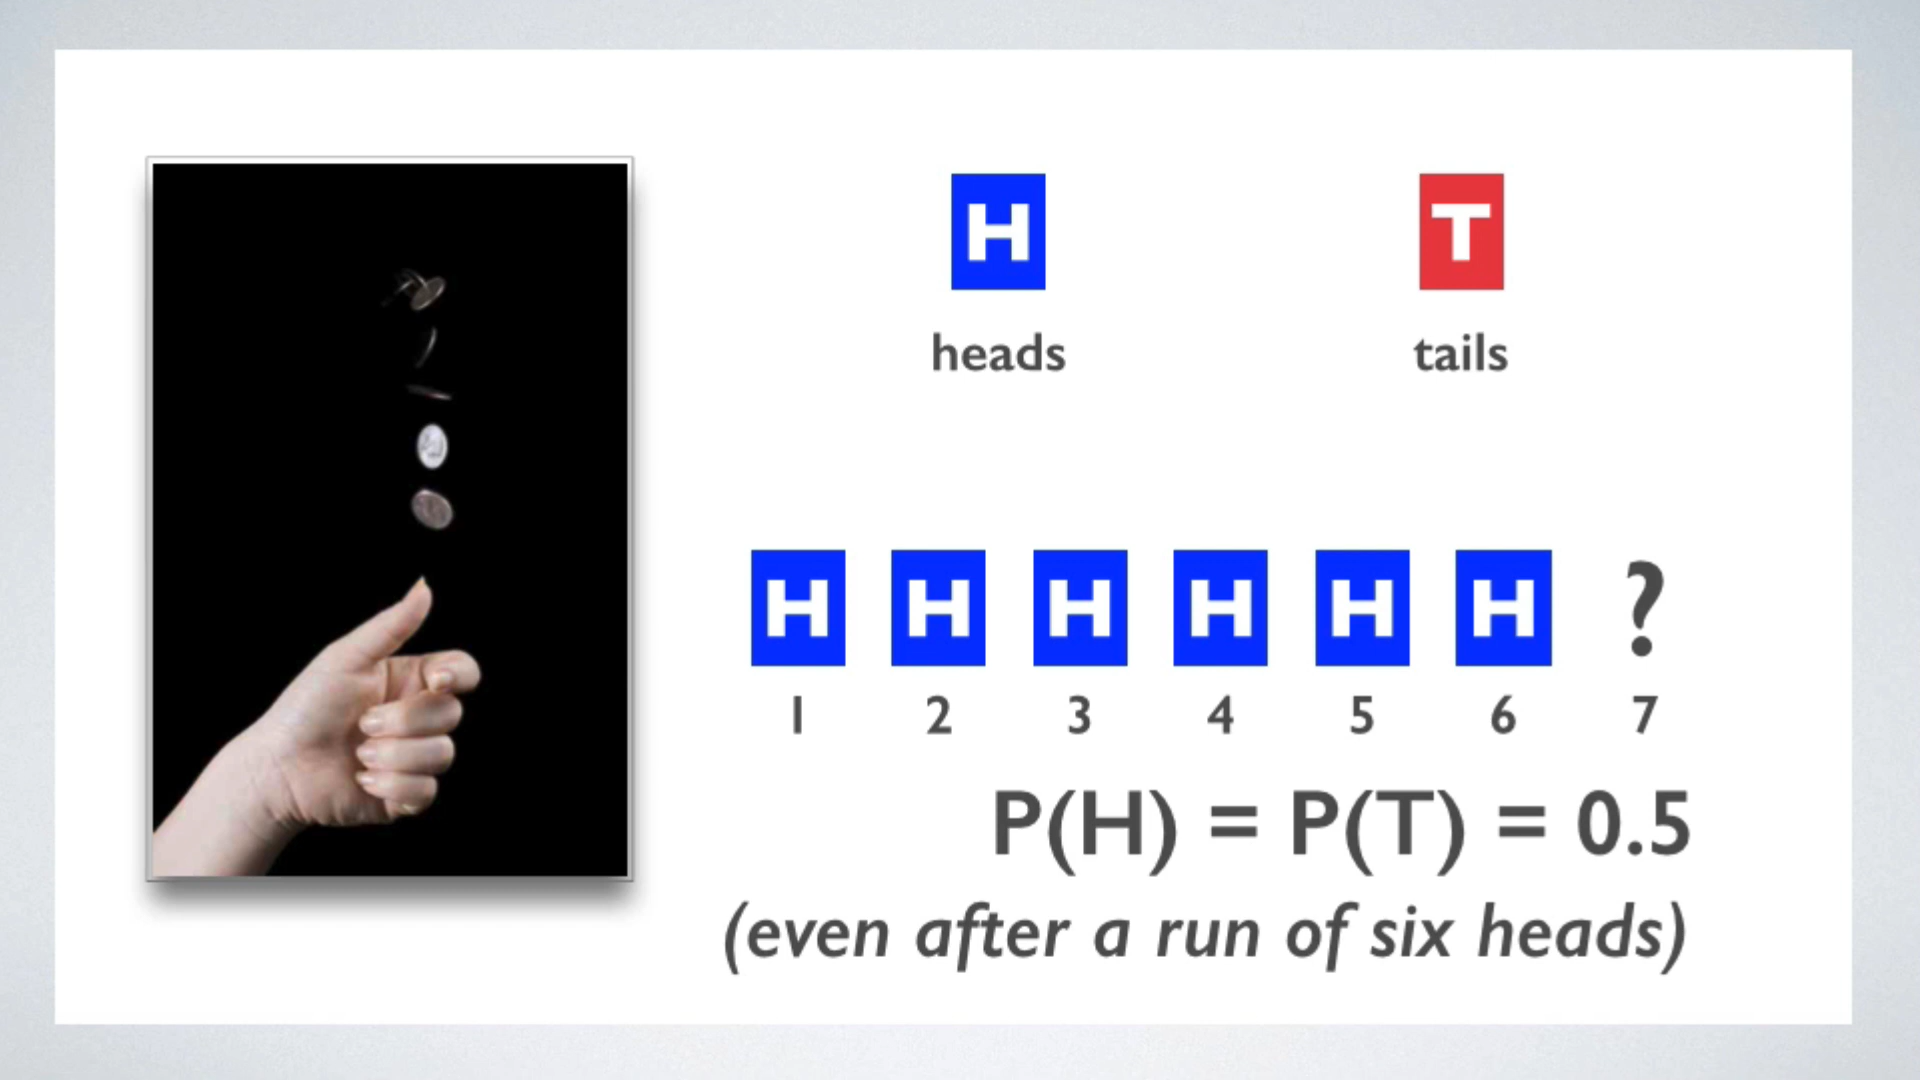 H T
heads tails
H H H H H H ?
1 2 3 4 5 6 7
P(H) = P(T) = 0.5
(even after a run of six heads)